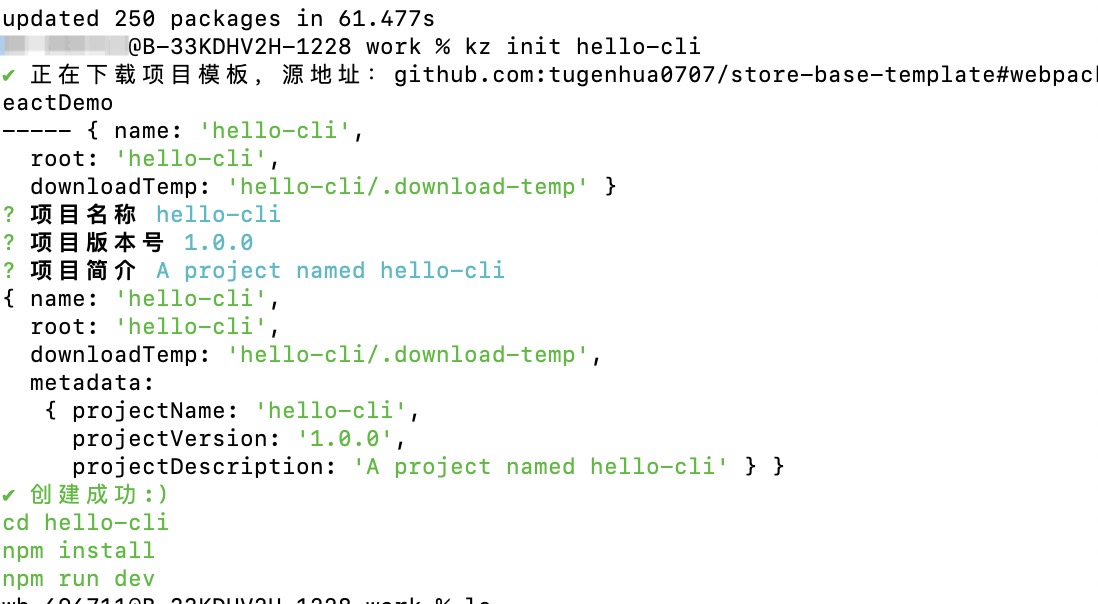 updated 250 packages in 61.477s
@B-33KDHV2H-1228 work % kz init hello-cli
✔ 正在下载项目模板，源地址：github.com:tugenhua0707/store-base-template#webpack
eactDemo
----- { name: 'hello-cli',
  root: 'hello-cli',
  downloadTemp: 'hello-cli/.download-temp' }
? 项目名称 hello-cli
? 项目版本号 1.0.0
? 项目简介 A project named hello-cli
{ name: 'hello-cli',
  root: 'hello-cli',
  downloadTemp: 'hello-cli/.download-temp',
  metadata:
   { projectName: 'hello-cli',
     projectVersion: '1.0.0',
     projectDescription: 'A project named hello-cli' } }
✔ 创建成功:)
cd hello-cli
npm install
npm run dev
@B-33KDHV2H-1228 work % ls